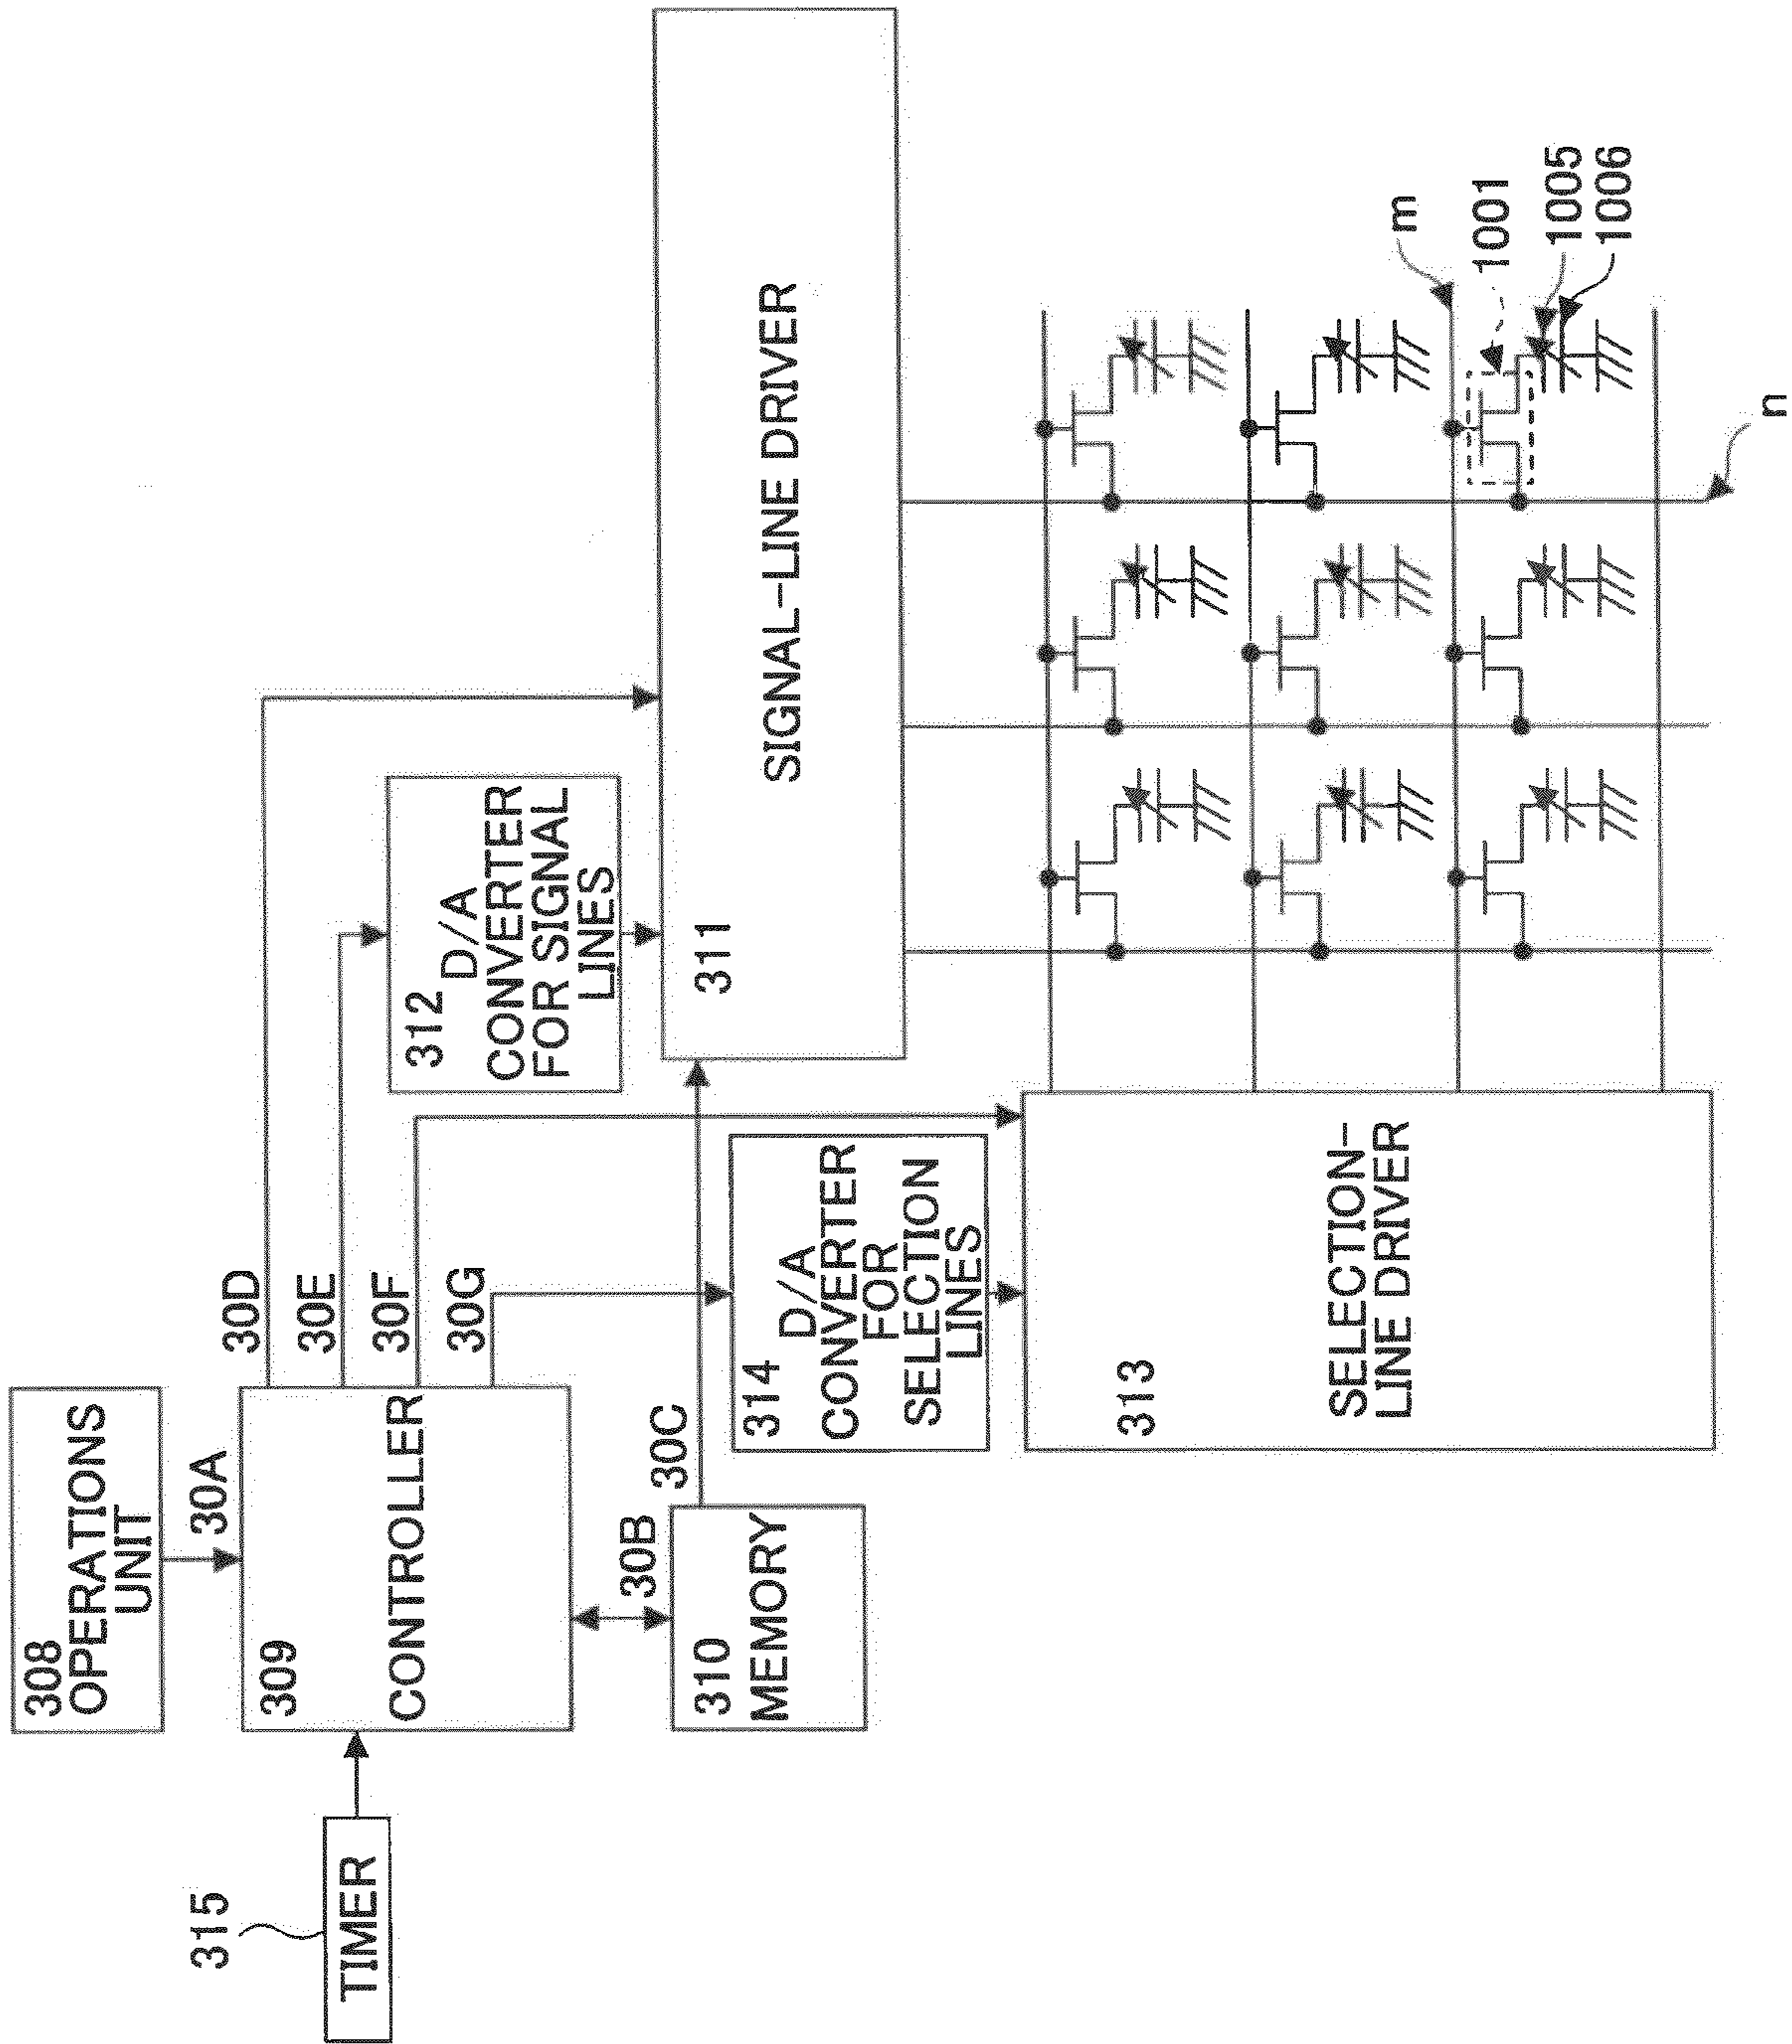 308
OPERATIONS
UNIT
30A
315
TIMER
309
CONTROLLER
30D
30E
30F
30G
30B
310
MEMORY
30C
312
D/A
CONVERTER
FOR SIGNAL
LINES
314
D/A
CONVERTER
FOR
SELECTION
LINES
311
SIGNAL-LINE DRIVER
313
SELECTION-
LINE DRIVER
m
1001
1005
1006
n